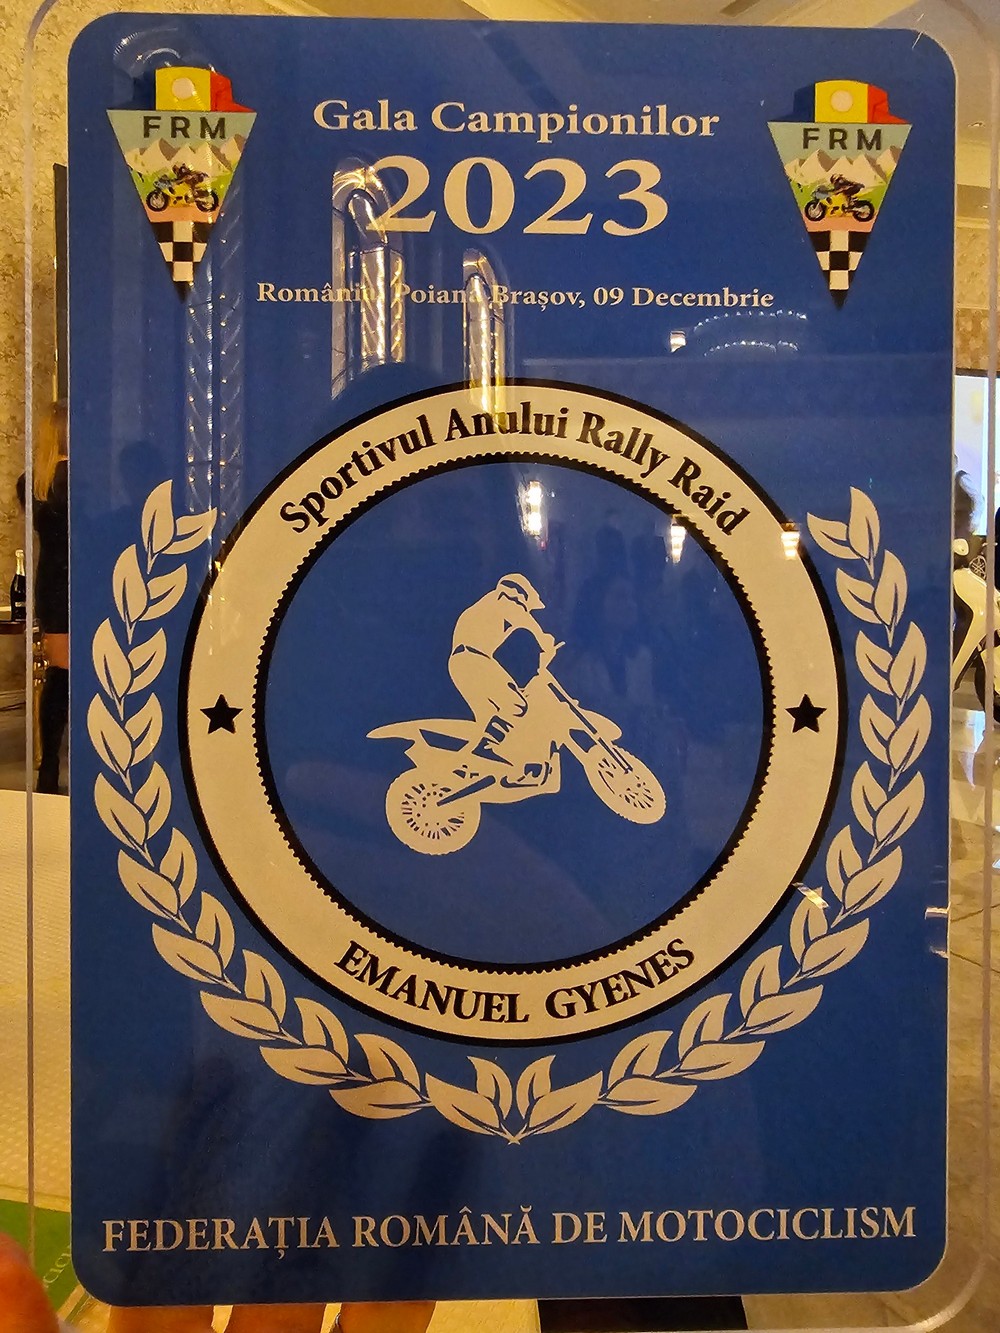 FRM
FRM
Gala Campionilor
2023
Poiana Brașov, 09 Decembrie
Sportivul Anului Rally Raid
EMANUEL GYENES
FEDERAȚIA ROMÂNĂ DE MOTOCICLISM